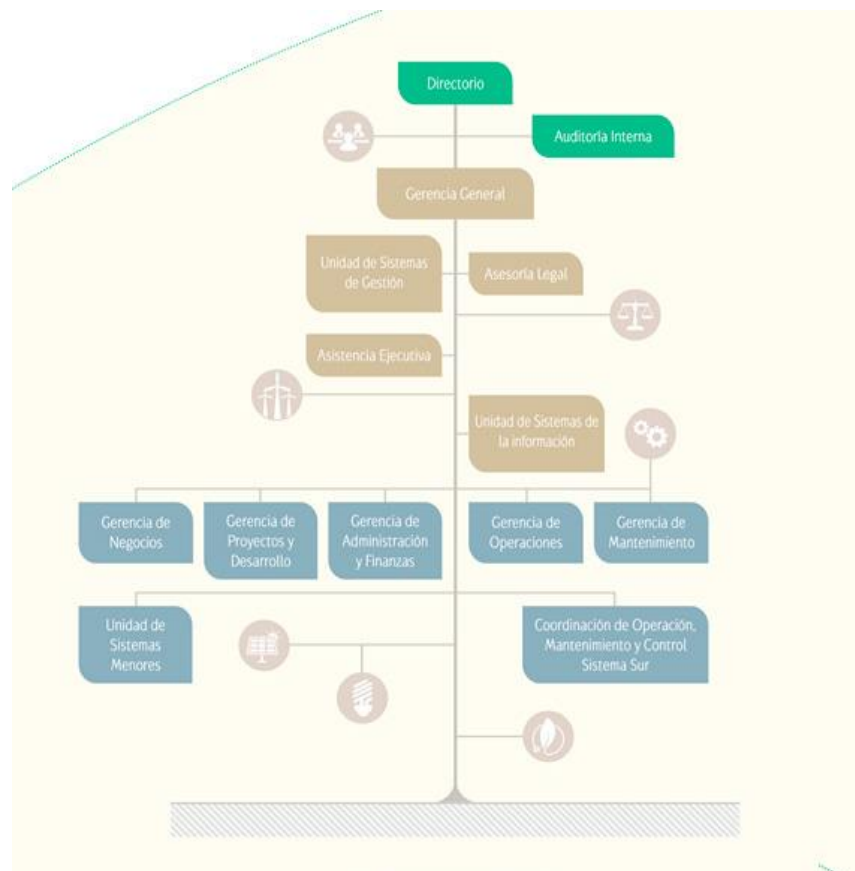 Directorio
Auditoría Interna
Gerencia General
Unidad de Sistemas
de Gestión
Asesoría Legal
Asistencia Ejecutiva
Unidad de Sistemas de
la información
Gerencia de
Negocios
Gerencia de
Proyectos y
Desarrollo
Gerencia de
Administración
y Finanzas
Gerencia de
Operaciones
Gerencia de
Mantenimiento
Unidad de
Sistemas
Menores
Coordinación de Operación,
Mantenimiento y Control
Sistema Sur